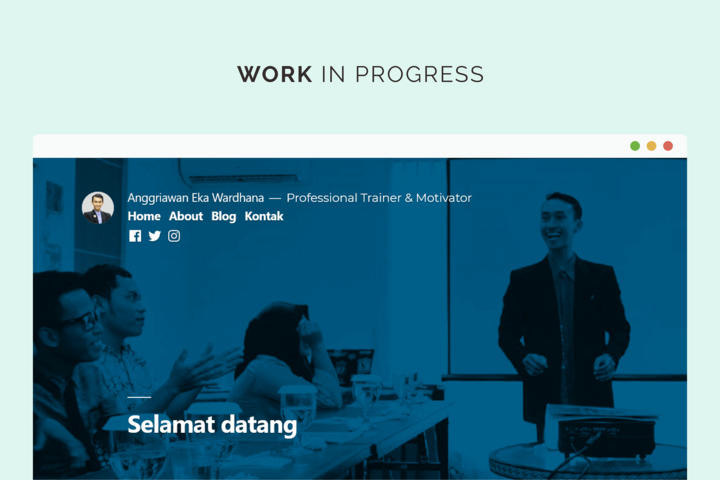 WORK IN PROGRESS
Anggriawan Eka Wardhana — Professional Trainer & Motivator
Home About Blog Kontak
Selamat datang